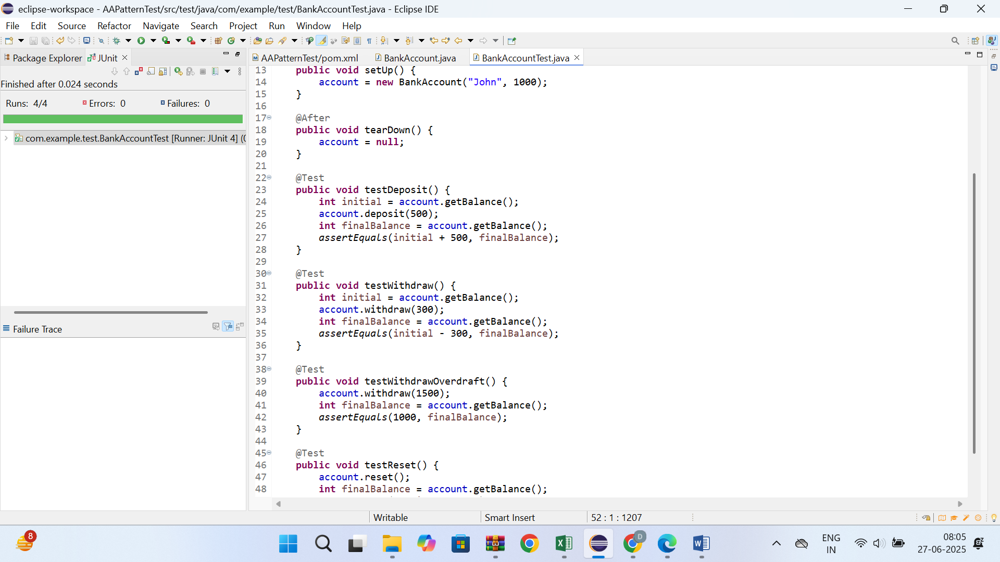 eclipse-workspace - AAPatternTest/src/test/java/com/example/test/BankAccountTest.java - Eclipse IDE
File Edit Source Refactor Navigate Search Project Run Window Help
Package Explorer JUnit
Finished after 0.024 seconds
Runs: 4/4 Errors: 0 Failures: 0
com.example.test.BankAccountTest [Runner: JUnit 4] (0
Failure Trace
AAPatternTest/pom.xml BankAccount.java BankAccountTest.java
13 public void setUp() {
14 account = new BankAccount("John", 1000);
15 }
16
17 @After
18 public void tearDown() {
19 account = null;
20 }
21
22 @Test
23 public void testDeposit() {
24 int initial = account.getBalance();
25 account.deposit(500);
26 int finalBalance = account.getBalance();
27 assertEquals(initial + 500, finalBalance);
28 }
29
30 @Test
31 public void testWithdraw() {
32 int initial = account.getBalance();
33 account.withdraw(300);
34 int finalBalance = account.getBalance();
35 assertEquals(initial - 300, finalBalance);
36 }
37
38 @Test
39 public void testWithdrawOverdraft() {
40 account.withdraw(1500);
41 int finalBalance = account.getBalance();
42 assertEquals(1000, finalBalance);
43 }
44
45 @Test
46 public void testReset() {
47 account.reset();
48 int finalBalance = account.getBalance();
Writable Smart Insert 52 : 1 : 1207
8
D
ENG
IN
08:05
27-06-2025